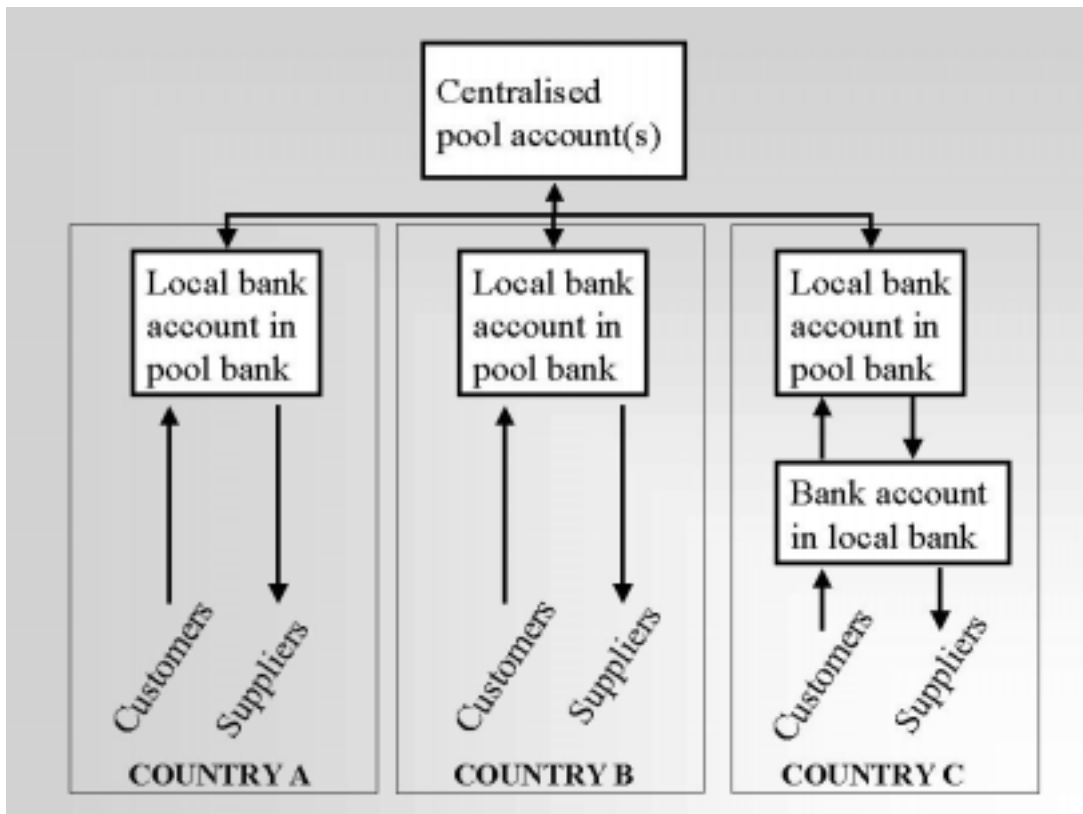 Centralised
pool account(s)
Local bank
account in
pool bank
Customers
Suppliers
COUNTRY A
Local bank
account in
pool bank
Customers
Suppliers
COUNTRY B
Local bank
account in
pool bank
Bank account
in local bank
Customers
Suppliers
COUNTRY C